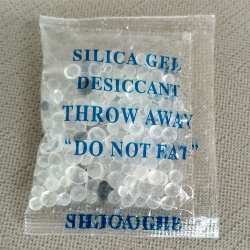 SILICA GEL
DESICCANT
THROW AWAY
“DO NOT EAT”